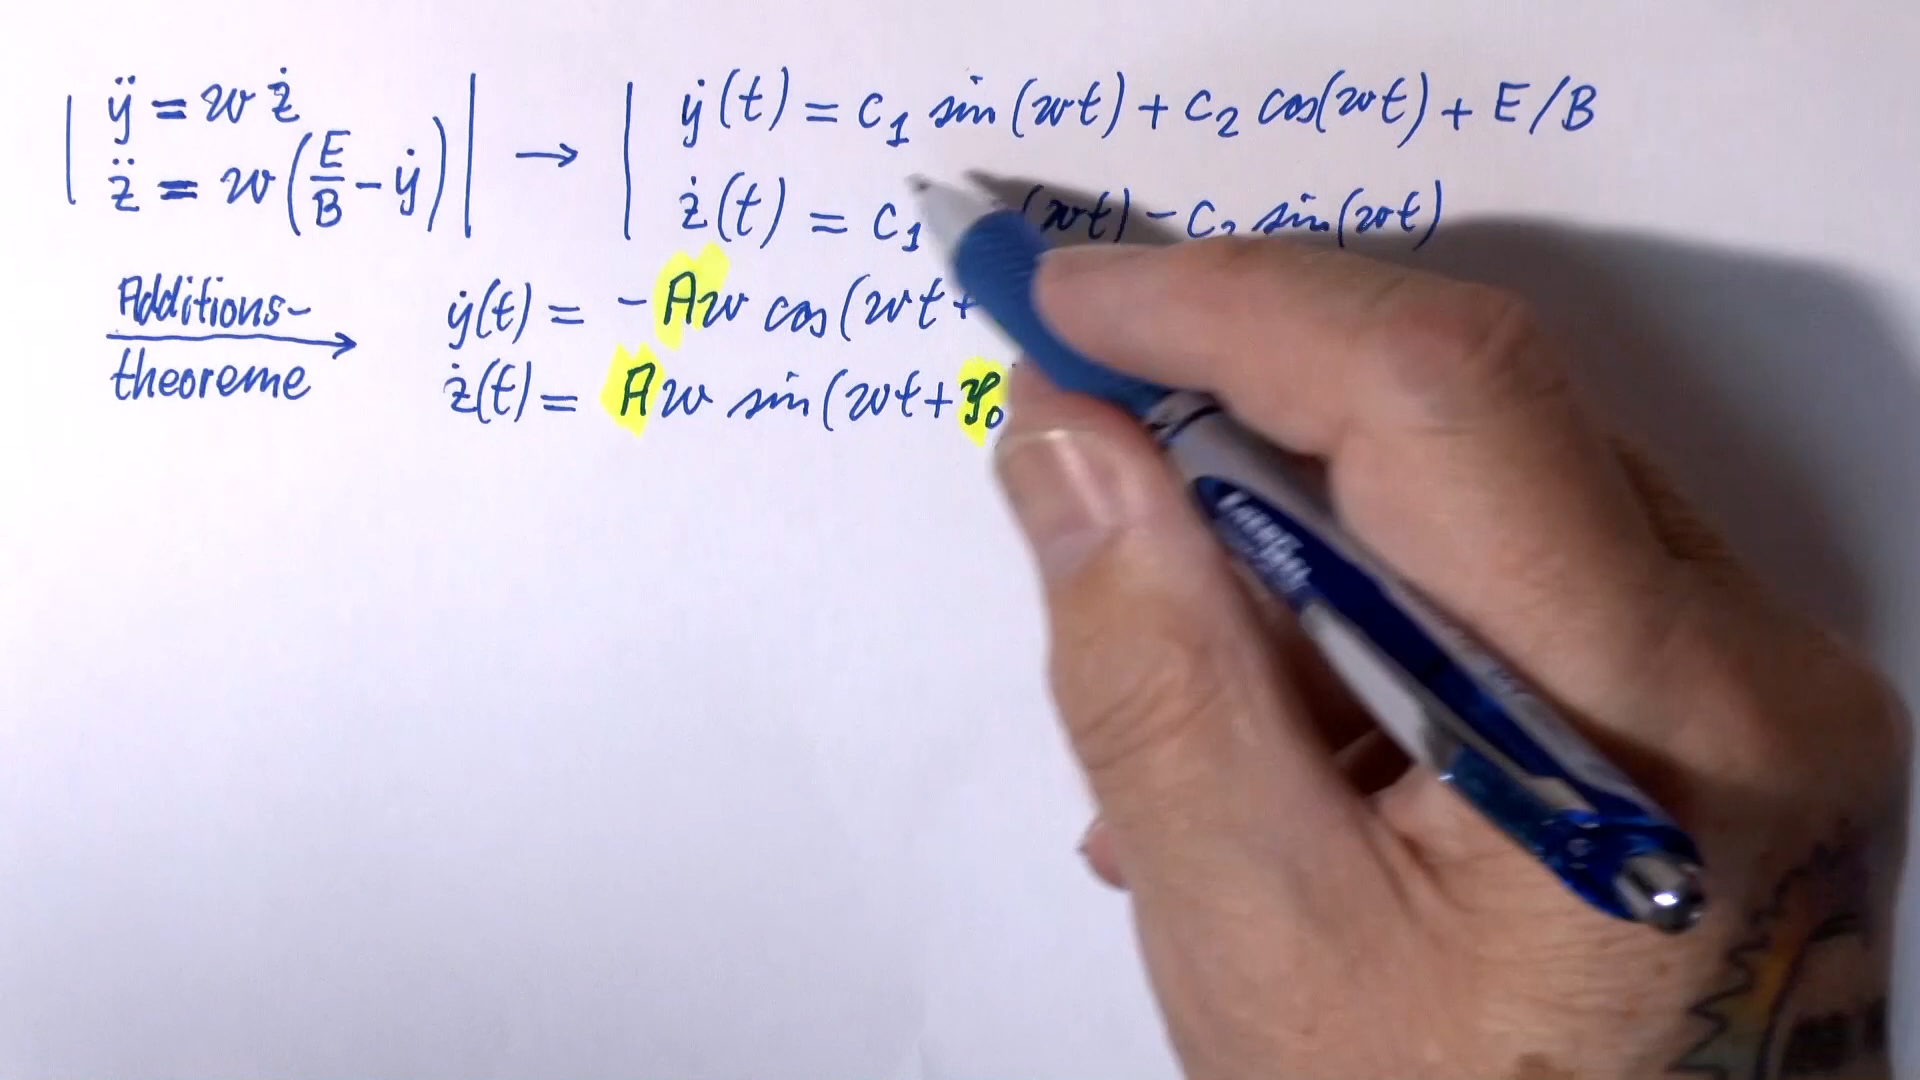 ÿ = w ż
z̈ = w (E/B - ẏ) →
ẏ(t) = c₁ sin(wt) + c₂ cos(wt) + E/B
ż(t) = c₁ (wt) - c₂ sin(wt)
Additions-
theoreme
ẏ(t) = -Aw cos(wt+
ż(t) = Aw sin(wt+φ₀